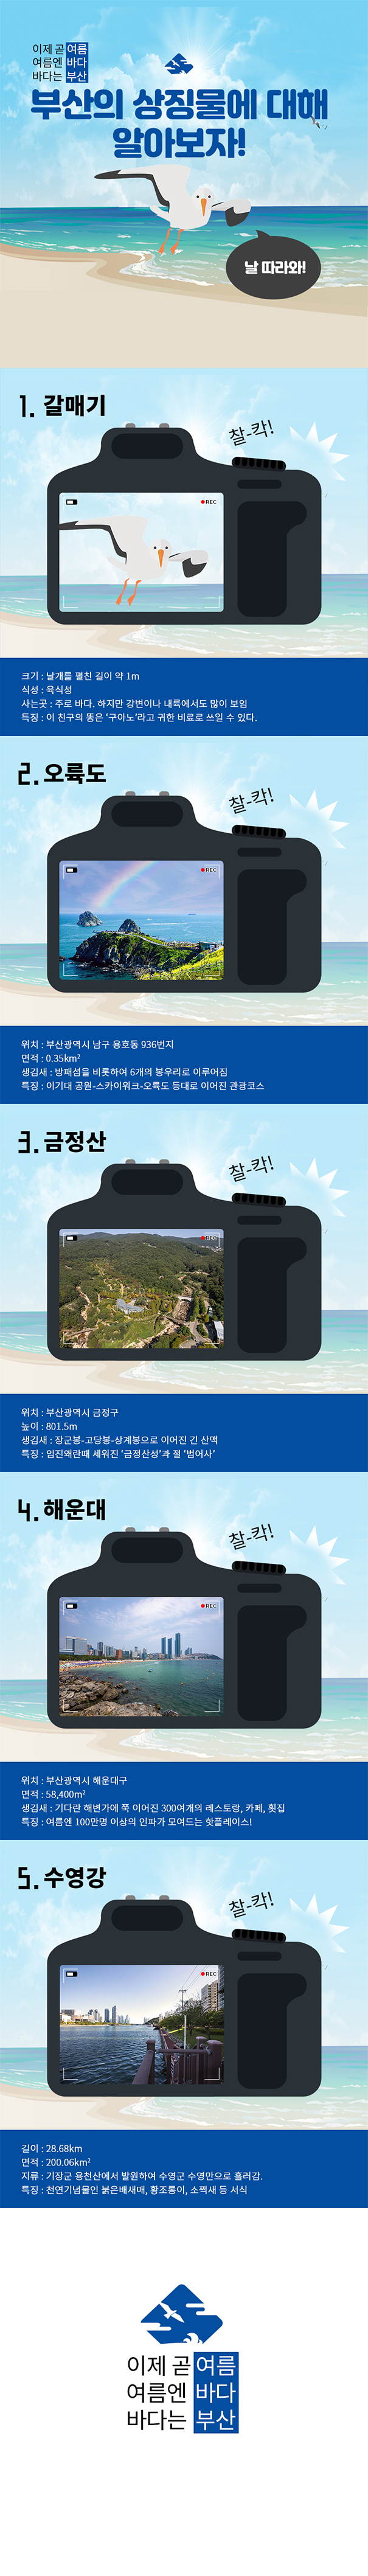 이제 곧 여름
여름엔 바다
바다는 부산
부산의 상징물에 대해
알아보자!
날 따라와!
1. 갈매기
찰-칵!
REC
크기 : 날개를 펼친 길이 약 1m
식성 : 육식성
사는곳 : 주로 바다. 하지만 강변이나 내륙에서도 많이 보임
특징 : 이 친구의 똥은 '구아노'라고 귀한 비료로 쓰일 수 있다.
2. 오륙도
찰-칵!
REC
위치 : 부산광역시 남구 용호동 936번지
면적 : 0.35km²
생김새 : 방패섬을 비롯하여 6개의 봉우리로 이루어짐
특징 : 이기대 공원-스카이워크-오륙도 등대로 이어진 관광코스
3. 금정산
찰-칵!
REC
위치 : 부산광역시 금정구
높이 : 801.5m
생김새 : 장군봉-고당봉-상계봉으로 이어진 긴 산맥
특징 : 임진왜란때 세워진 '금정산성'과 절 '범어사'
4. 해운대
찰-칵!
REC
위치 : 부산광역시 해운대구
면적 : 58,400m²
생김새 : 기다란 해변가에 쭉 이어진 300여개의 레스토랑, 카페, 횟집
특징 : 여름엔 100만명 이상의 인파가 모여드는 핫플레이스!
5. 수영강
찰-칵!
REC
길이 : 28.68km
면적 : 200.06km²
지류 : 기장군 용천산에서 발원하여 수영군 수영만으로 흘러감.
특징 : 천연기념물인 붉은배새매, 황조롱이, 소쩍새 등 서식
이제 곧 여름
여름엔 바다
바다는 부산